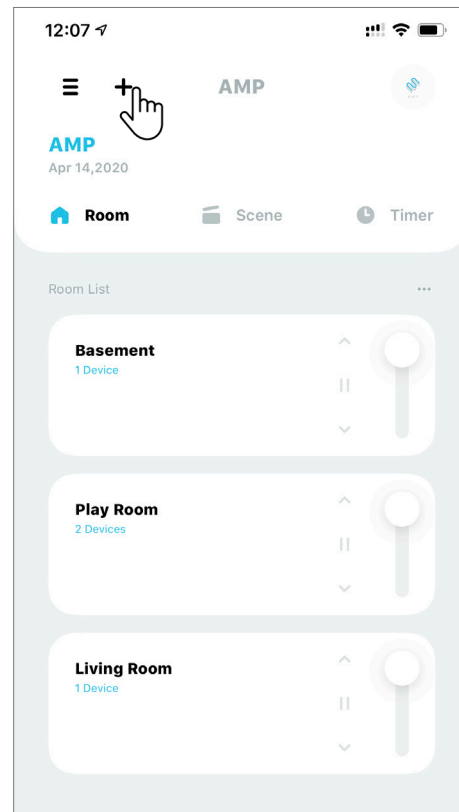 12:07
AMP
AMP
Apr 14,2020
Room Scene Timer
Room List
Basement
1 Device
Play Room
2 Devices
Living Room
1 Device